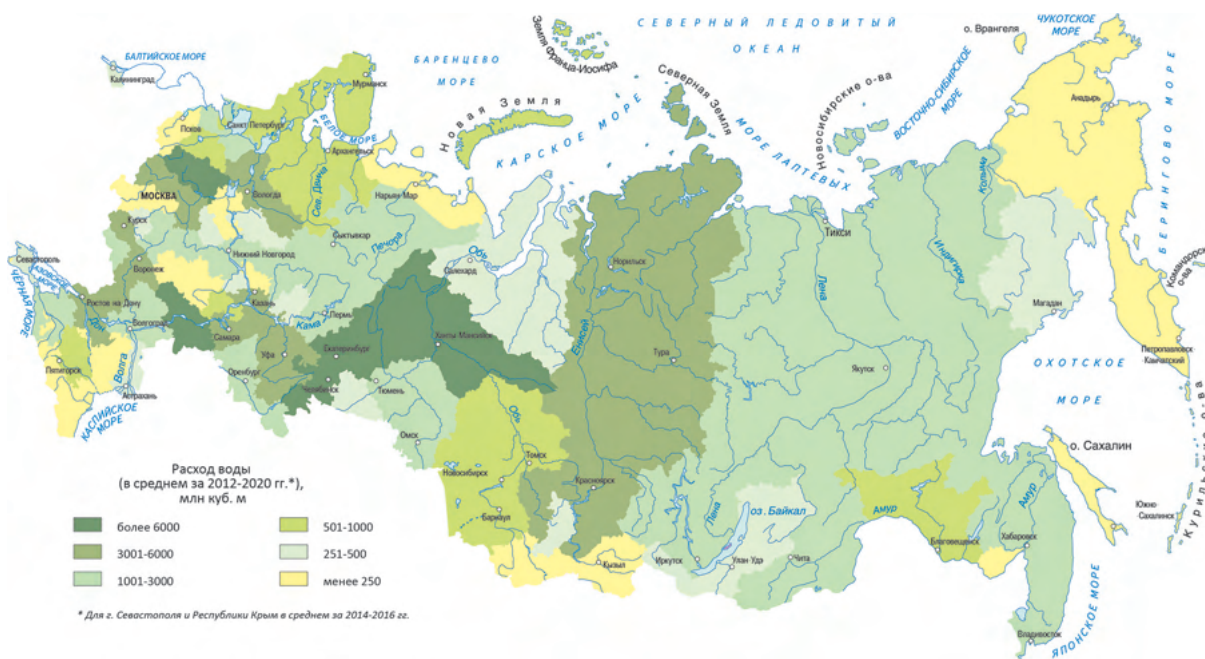 СЕВЕРНЫЙ ЛЕДОВИТЫЙ
ОКЕАН
ЧУКОТСКОЕ
МОРЕ
о. Врангеля
Земля Франца-Иосифа
БАРЕНЦЕВО
МОРЕ
БАЛТИЙСКОЕ МОРЕ
Калининград
Мурманск
Северная Земля
Новосибирские о-ва
ВОСТОЧНО-СИБИРСКОЕ
МОРЕ
БЕРИНГОВО МОРЕ
Анадырь
Новая Земля
КАРСКОЕ МОРЕ
МОРЕ ЛАПТЕВЫХ
Псков
Санкт Петербург
БЕЛОЕ МОРЕ
Архангельск
МОСКВА
Вологда
Сев. Двина
Нарьян-Мар
Колыма
Курск
Сыктывкар
Печора
Обь
Салехард
Норильск
Тикси
Индигирка
Лена
Командорские
о-ва
Севастополь
АЗОВСКОЕ
МОРЕ
ЧЕРНАЯ МОРЕ
Воронеж
Нижний Новгород
Ростов на Дону
Дон
Волгоград
Казань
Самара
Кама
Пермь
Екатеринбург
Ханты Мансийск
Енисей
Тура
Якутск
Магадан
Петропавловск
Камчатский
ОХОТСКОЕ
МОРЕ
Пятигорск
Волга
Астрахань
КАСПИЙСКОЕ
МОРЕ
Уфа
Оренбург
Челябинск
Тюмень
Омск
Обь
Томск
Новосибирск
Барнаул
Красноярск
Кызыл
Лена
оз. Байкал
Иркутск
Улан-Удэ
Чита
Амур
Благовещенск
Амур
Хабаровск
о. Сахалин
Южно-
Сахалинск
Курильские о-ва
Владивосток
ЯПОНСКОЕ МОРЕ
Расход воды
(в среднем за 2012-2020 гг.*),
млн куб. м
более 6000
3001-6000
1001-3000
501-1000
251-500
менее 250
* Для г. Севастополя и Республики Крым в среднем за 2014-2016 гг.